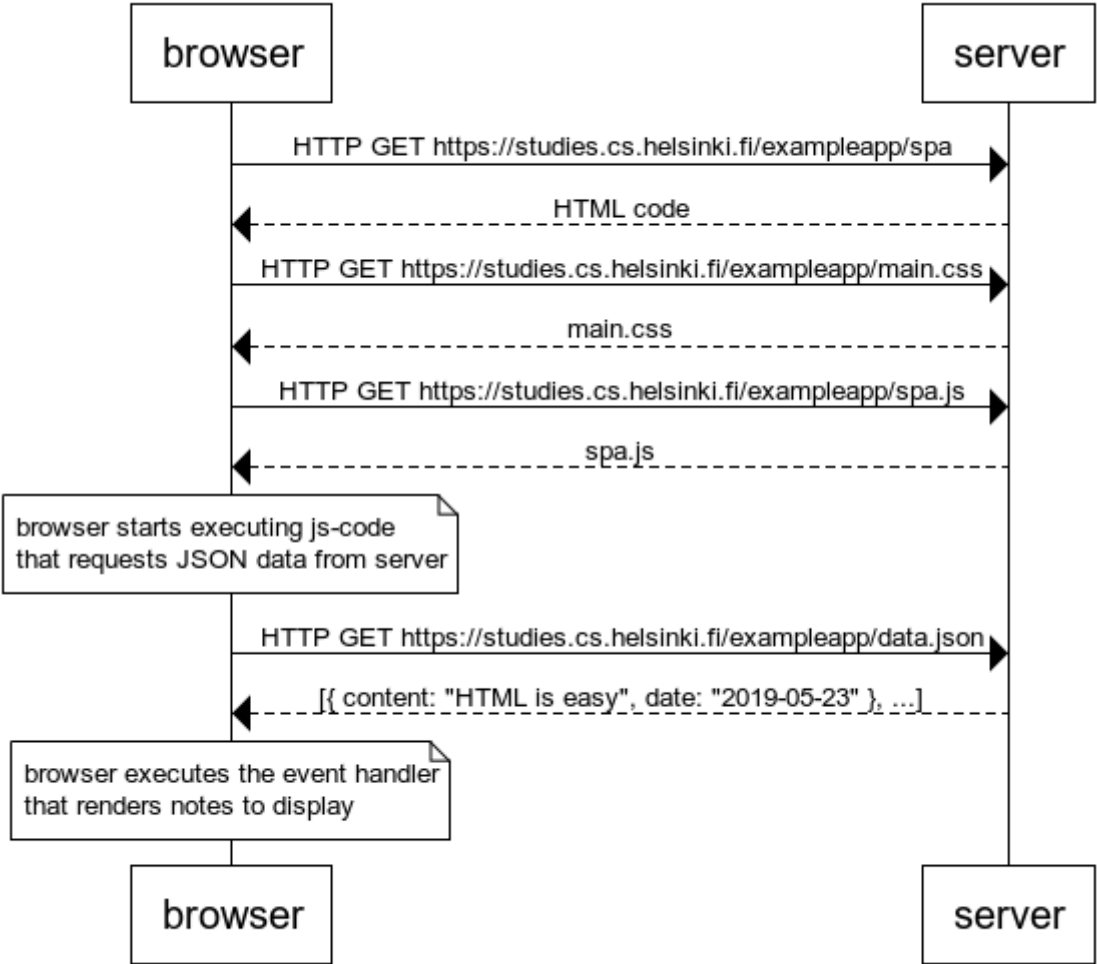 browser
server
HTTP GET https://studies.cs.helsinki.fi/exampleapp/spa
HTML code
HTTP GET https://studies.cs.helsinki.fi/exampleapp/main.css
main.css
HTTP GET https://studies.cs.helsinki.fi/exampleapp/spa.js
spa.js
browser starts executing js-code
that requests JSON data from server
HTTP GET https://studies.cs.helsinki.fi/exampleapp/data.json
[{ content: "HTML is easy", date: "2019-05-23" }, ...]
browser executes the event handler
that renders notes to display
browser
server